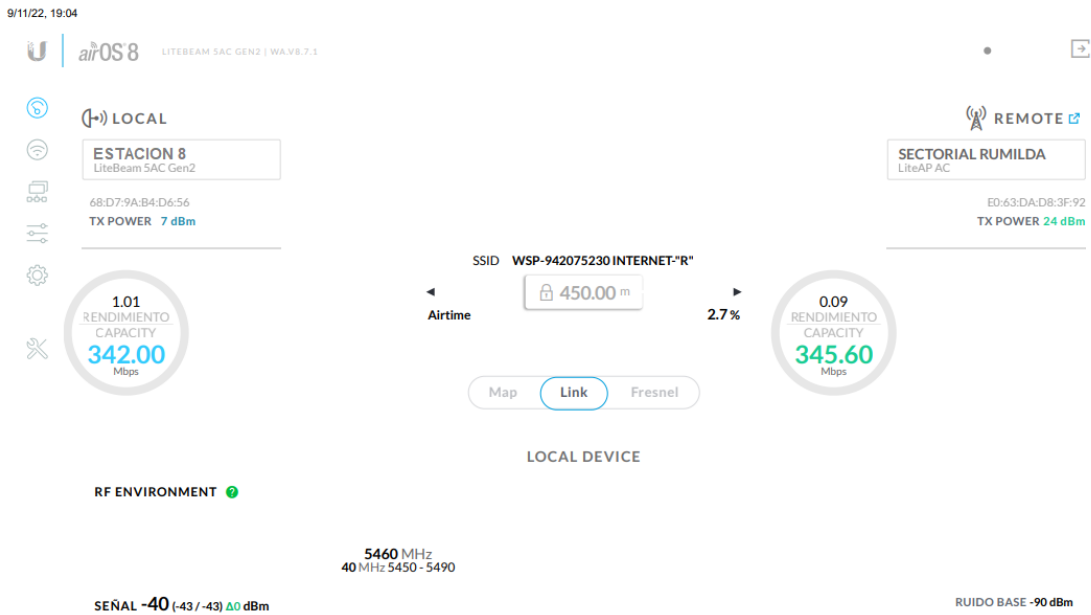 9/11/22, 19:04
airOS 8 LITEBEAM 5AC GEN2 | WA.V8.7.1
LOCAL
REMOTE
ESTACION 8
LiteBeam 5AC Gen2
SECTORIAL RUMILDA
LiteAP AC
68:D7:9A:B4:D6:56
E0:63:DA:D8:3F:92
TX POWER 7 dBm
TX POWER 24 dBm
SSID WSP-942075230 INTERNET-"R"
450.00 m
Airtime 2.7 %
1.01
RENDIMIENTO
CAPACITY
342.00
Mbps
0.09
RENDIMIENTO
CAPACITY
345.60
Mbps
Map Link Fresnel
LOCAL DEVICE
RF ENVIRONMENT ?
5460 MHz
40 MHz 5450 - 5490
SEÑAL -40 (-43 / -43) Δ0 dBm
RUIDO BASE -90 dBm